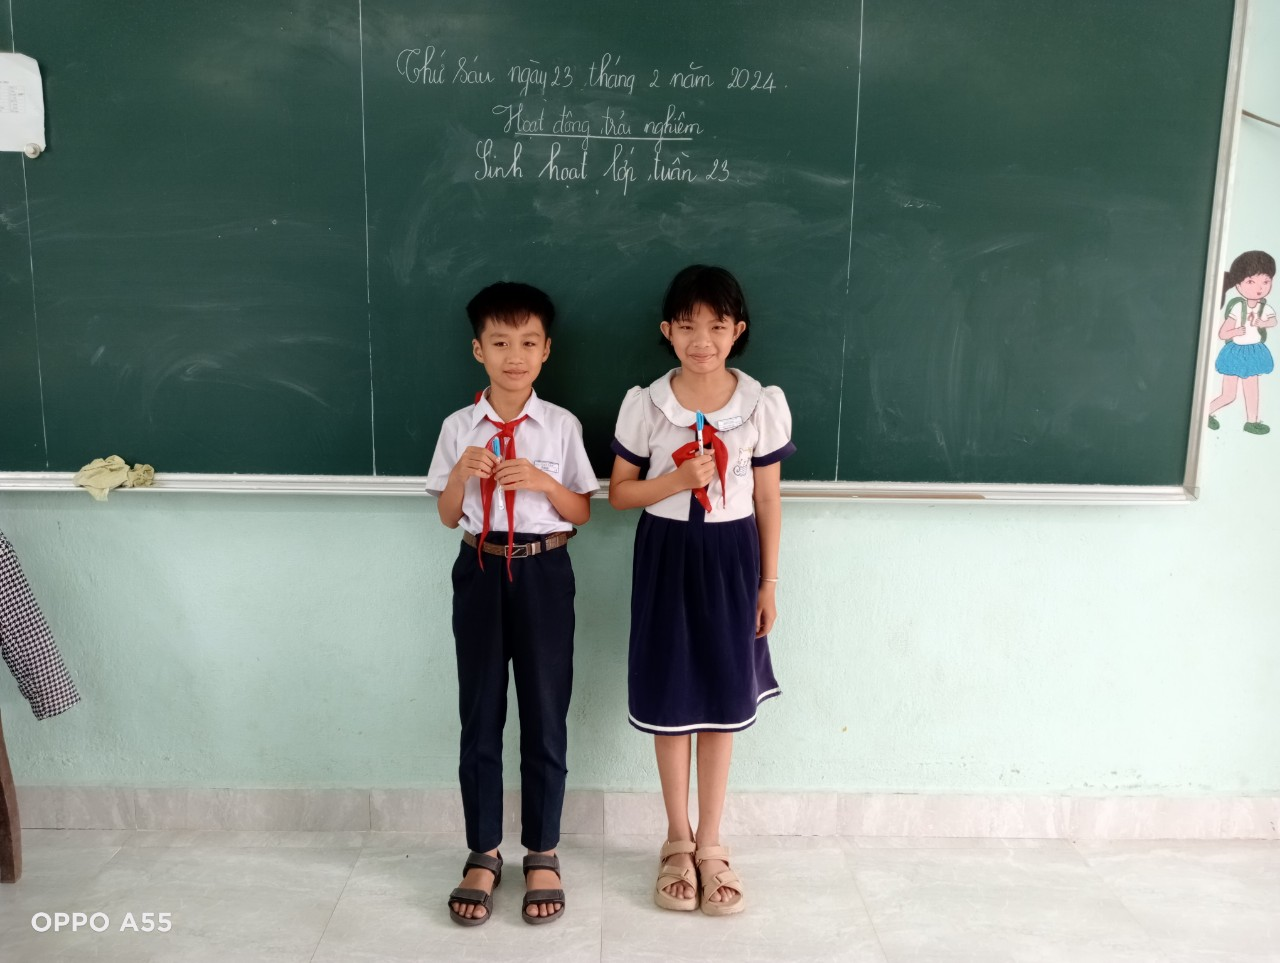 Thứ Sáu ngày 23 tháng 2 năm 2024.
Hoạt động trải nghiệm
Sinh hoạt lớp tuần 23
OPPO A55